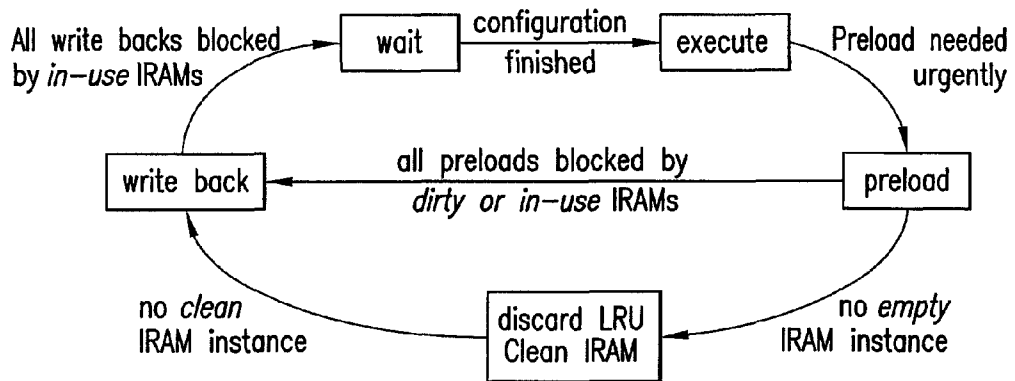 All write backs blocked
by in-use IRAMs
wait
configuration
finished
execute
Preload needed
urgently
write back
all preloads blocked by
dirty or in-use IRAMs
preload
no clean
IRAM instance
discard LRU
Clean IRAM
no empty
IRAM instance